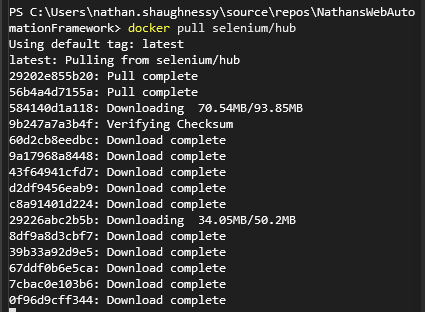 PS C:\Users\nathan.shaughnessy\source\repos\NathansWebAuto
mationFramework> docker pull selenium/hub
Using default tag: latest
latest: Pulling from selenium/hub
29202e855b20: Pull complete
56b4a4d7155a: Pull complete
584140d1a118: Downloading  70.54MB/93.85MB
9b247a7a3b4f: Verifying Checksum
60d2cb8eedbc: Download complete
9a17968a8448: Download complete
43f64941cfd7: Download complete
d2df9456eab9: Download complete
c8a91401d224: Download complete
29226abc2b5b: Downloading  34.05MB/50.2MB
8df9a8d3cbf7: Download complete
39b33a92d9e5: Download complete
67ddf0b6e5ca: Download complete
7cbac0e103b6: Download complete
0f96d9cff344: Download complete